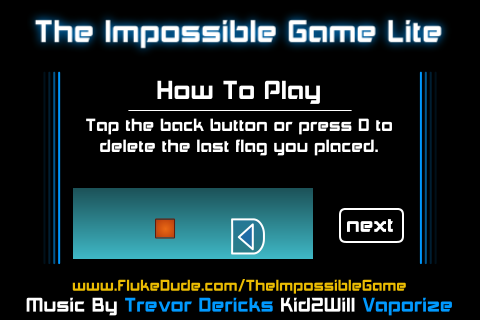 The Impossible Game Lite
How To Play
Tap the back button or press D to
delete the last flag you placed.
next
www.FlukeDude.com/TheImpossibleGame
Music By Trevor Dericks Kid2Will Vaporize